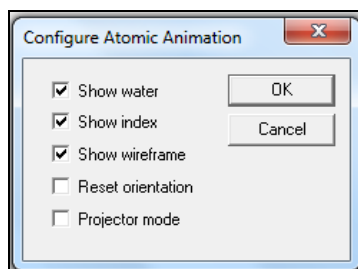 Configure Atomic Animation
Show water
OK
Show index
Cancel
Show wireframe
Reset orientation
Projector mode